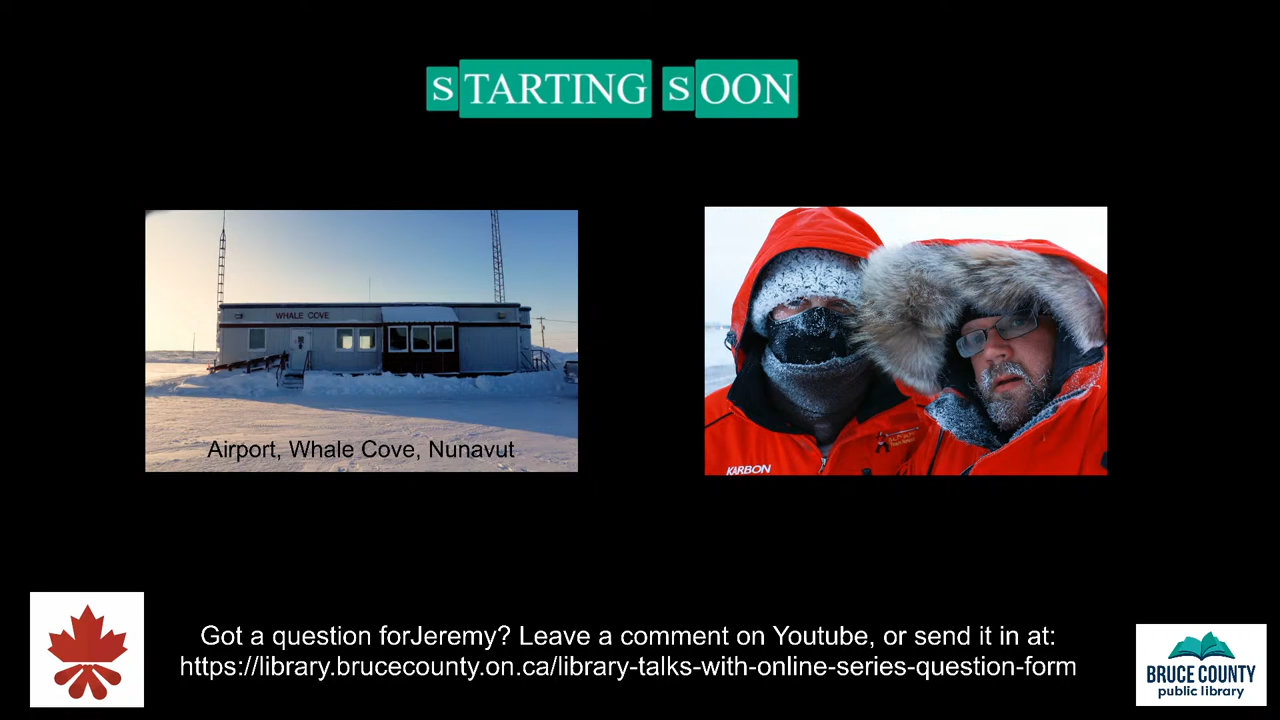 STARTING SOON
WHALE COVE
Airport, Whale Cove, Nunavut
KARBON
Got a question forJeremy? Leave a comment on Youtube, or send it in at:
https://library.brucecounty.on.ca/library-talks-with-online-series-question-form
BRUCE COUNTY
public library